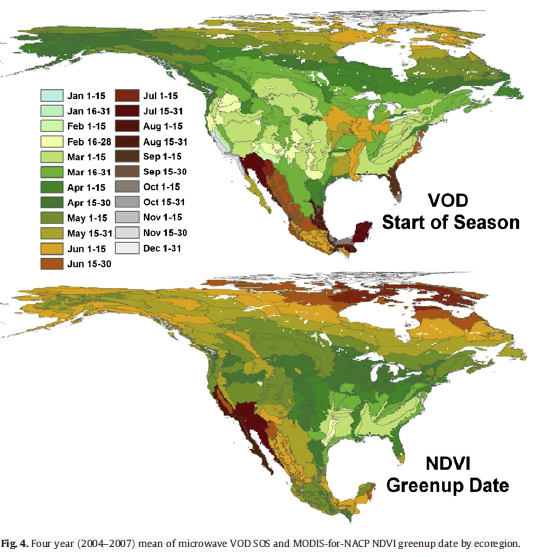 Jan 1-15
Jan 16-31
Feb 1-15
Feb 16-28
Mar 1-15
Mar 16-31
Apr 1-15
Apr 15-30
May 1-15
May 15-31
Jun 1-15
Jun 15-30
Jul 1-15
Jul 15-31
Aug 1-15
Aug 15-31
Sep 1-15
Sep 15-30
Oct 1-15
Oct 15-31
Nov 1-15
Nov 15-30
Dec 1-31
VOD
Start of Season
NDVI
Greenup Date
Fig. 4. Four year (2004–2007) mean of microwave VOD SOS and MODIS-for-NACP NDVI greenup date by ecoregion.